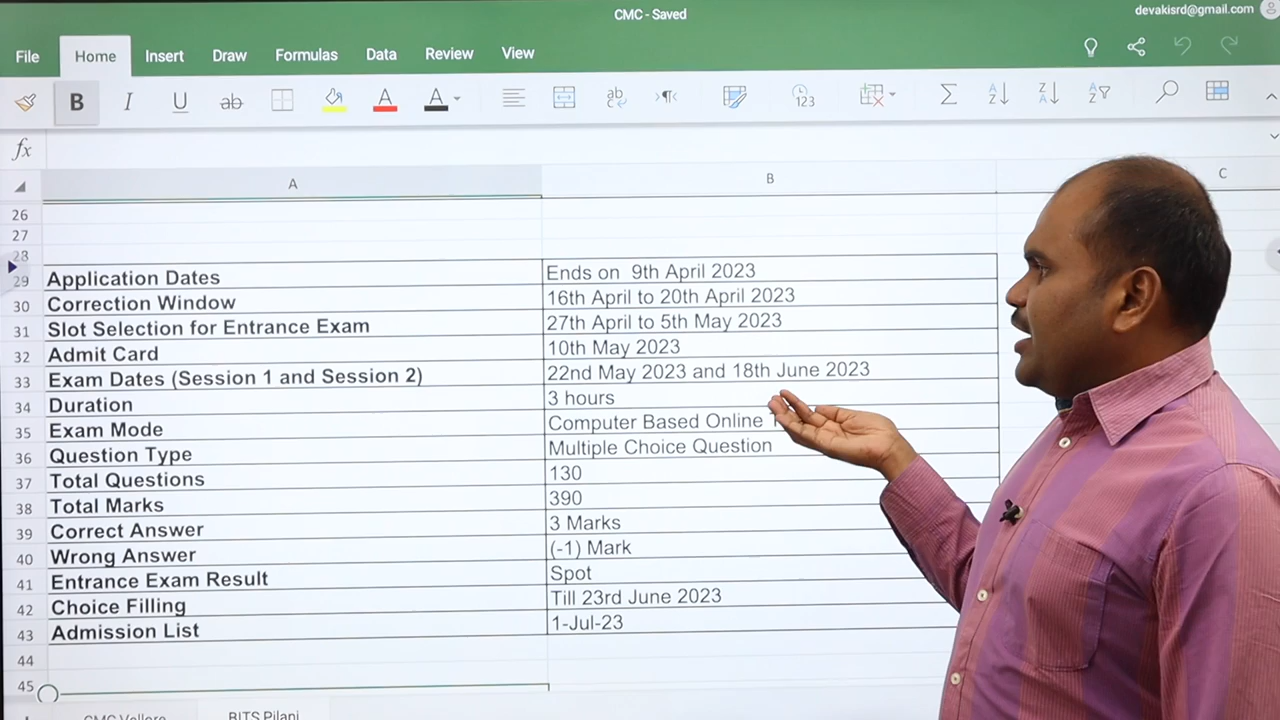 CMC - Saved
devakisrd@gmail.com
File Home Insert Draw Formulas Data Review View
B I U ab A A ab 123 A Z Z A A Z
fx
A B C
26
27
28
29 Application Dates Ends on 9th April 2023
30 Correction Window 16th April to 20th April 2023
31 Slot Selection for Entrance Exam 27th April to 5th May 2023
32 Admit Card 10th May 2023
33 Exam Dates (Session 1 and Session 2) 22nd May 2023 and 18th June 2023
34 Duration 3 hours
35 Exam Mode Computer Based Online
36 Question Type Multiple Choice Question
37 Total Questions 130
38 Total Marks 390
39 Correct Answer 3 Marks
40 Wrong Answer (-1) Mark
41 Entrance Exam Result Spot
42 Choice Filling Till 23rd June 2023
43 Admission List 1-Jul-23
44
45
CMC Vellore BITS Pilani